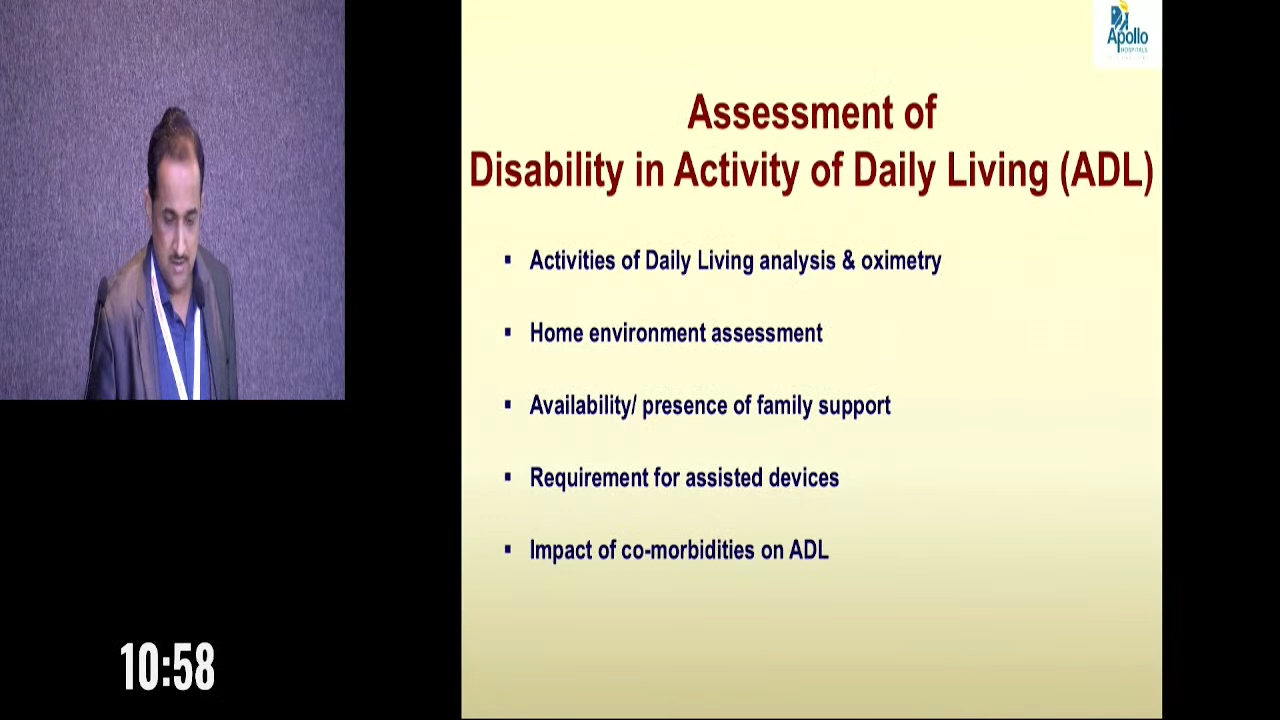 Apollo
HOSPITALS
Assessment of
Disability in Activity of Daily Living (ADL)
▪ Activities of Daily Living analysis & oximetry
▪ Home environment assessment
▪ Availability/ presence of family support
▪ Requirement for assisted devices
▪ Impact of co-morbidities on ADL
10:58